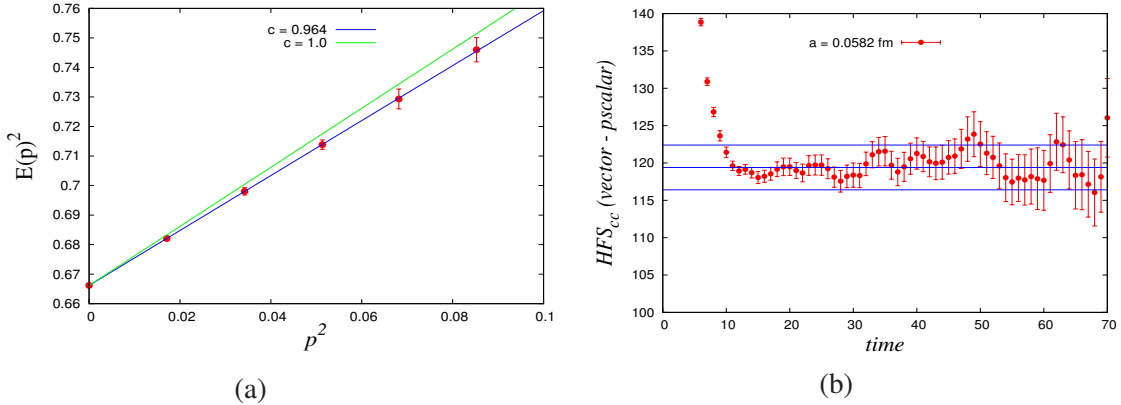 0.76
0.75
0.74
0.73
0.72
0.71
0.7
0.69
0.68
0.67
0.66
E(p)²
c = 0.964
c = 1.0
0 0.02 0.04 0.06 0.08 0.1
p²
(a)
140
135
130
125
120
115
110
105
100
HFS_cc (vector - pscalar)
a = 0.0582 fm
0 10 20 30 40 50 60 70
time
(b)